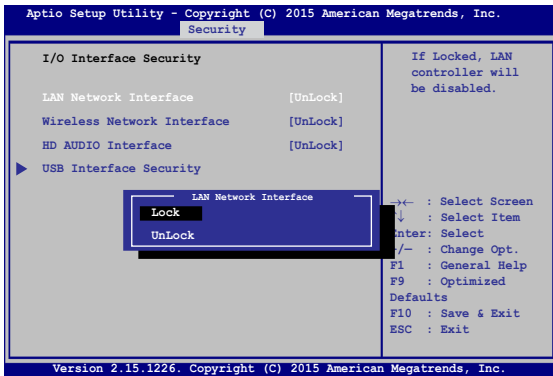 Aptio Setup Utility - Copyright (C) 2015 American Megatrends, Inc.
Security
I/O Interface Security
LAN Network Interface [UnLock]
Wireless Network Interface [UnLock]
HD AUDIO Interface [UnLock]
USB Interface Security
If Locked, LAN
controller will
be disabled.
LAN Network Interface
Lock
UnLock
→← : Select Screen
↑↓ : Select Item
Enter: Select
+/— : Change Opt.
F1 : General Help
F9 : Optimized
Defaults
F10 : Save & Exit
ESC : Exit
Version 2.15.1226. Copyright (C) 2015 American Megatrends, Inc.